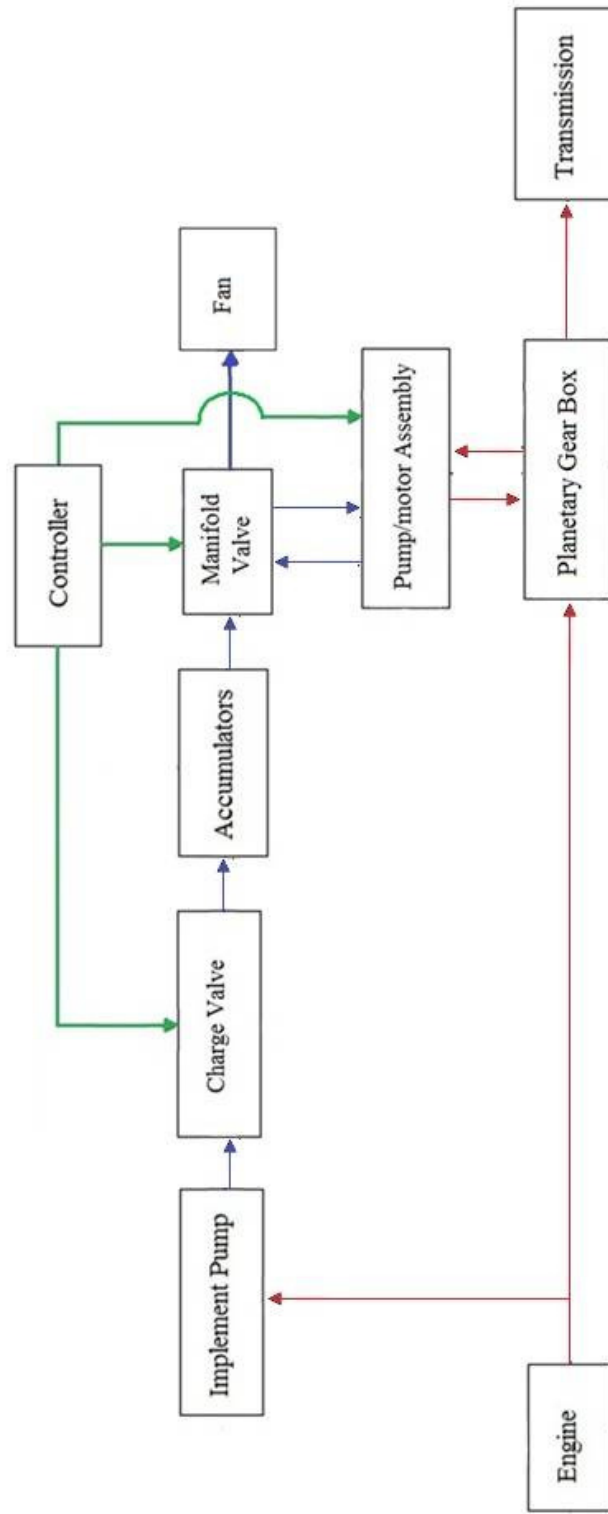 Controller
Implement Pump
Charge Valve
Accumulators
Manifold
Valve
Fan
Pump/motor Assembly
Engine
Planetary Gear Box
Transmission